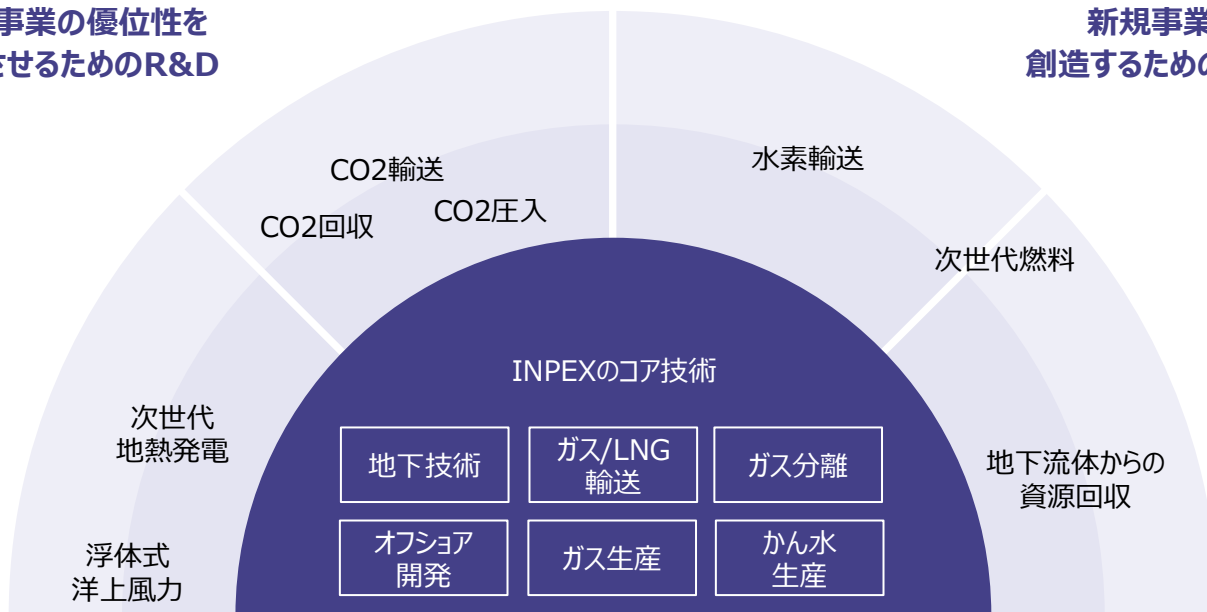 事業の優位性を
させるためのR&D
新規事業
創造するための
CO2輸送
CO2圧入
CO2回収
水素輸送
次世代燃料
INPEXのコア技術
次世代
地熱発電
地下技術
ガス/LNG
輸送
ガス分離
地下流体からの
資源回収
オフショア
開発
ガス生産
かん水
生産
浮体式
洋上風力